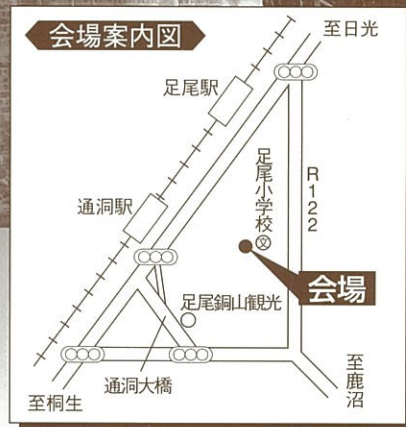 会場案内図
至日光
足尾駅
足尾小学校
文
R122
通洞駅
会場
足尾銅山観光
通洞大橋
至鹿沼
至桐生